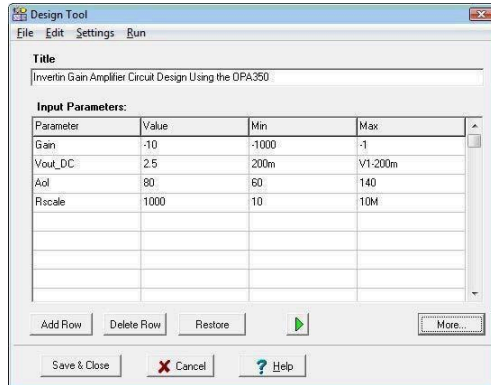 Design Tool
File Edit Settings Run
Title
Invertin Gain Amplifier Circuit Design Using the OPA350
Input Parameters:
Parameter Value Min Max
Gain -10 -1000 -1
Vout_DC 2.5 200m V1-200m
Aol 80 60 140
Rscale 1000 10 10M
Add Row Delete Row Restore More...
Save & Close Cancel ? Help